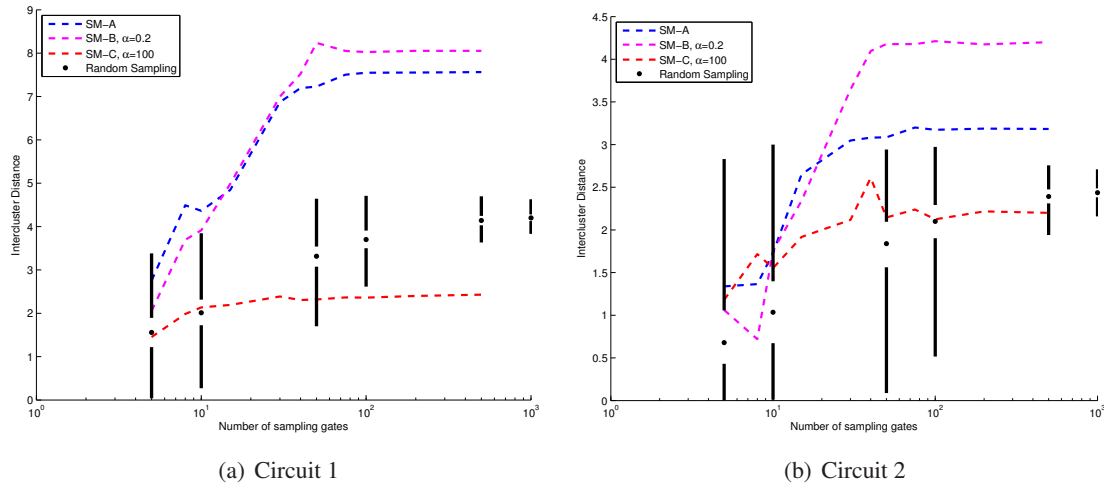 SM-A
SM-B, α=0.2
SM-C, α=100
Random Sampling
Intercluster Distance
9
8
7
6
5
4
3
2
1
0
10^0
10^1
10^2
10^3
Number of sampling gates
(a) Circuit 1
SM-A
SM-B, α=0.2
SM-C, α=100
Random Sampling
Intercluster Distance
4.5
4
3.5
3
2.5
2
1.5
1
0.5
0
10^0
10^1
10^2
10^3
Number of sampling gates
(b) Circuit 2